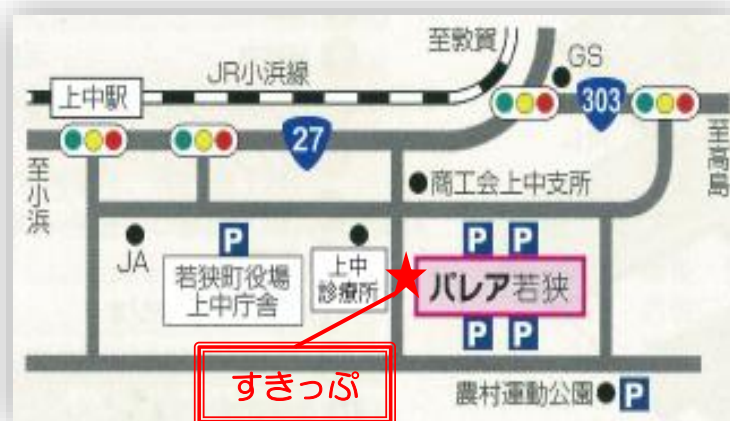 至敦賀
GS
JR小浜線
上中駅
303
27
至小浜
至高島
商工会上中支所
JA
P
若狭町役場
上中庁舎
上中
診療所
P P
パレア若狭
P P
すきっぷ
農村運動公園 P